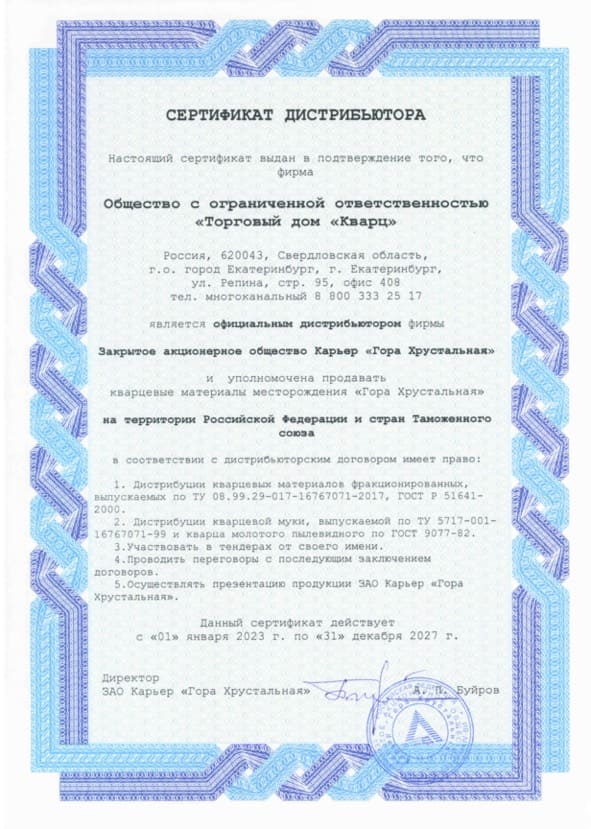 СЕРТИФИКАТ ДИСТРИБЬЮТОРА
Настоящий сертификат выдан в подтверждение того, что
фирма
Общество с ограниченной ответственностью
«Торговый дом «Кварц»
Россия, 620043, Свердловская область,
г.о. город Екатеринбург, г. Екатеринбург,
ул. Репина, стр. 95, офис 408
тел. многоканальный 8 800 333 25 17
является официальным дистрибьютором фирмы
Закрытое акционерное общество Карьер «Гора Хрустальная»
и уполномочена продавать
кварцевые материалы месторождения «Гора Хрустальная»
на территории Российской Федерации и стран Таможенного
союза
в соответствии с дистрибьюторским договором имеет право:
1. Дистрибуции кварцевых материалов фракционированных,
выпускаемых по ТУ 08.99.29-017-16767071-2017, ГОСТ Р 51641-
2000.
2. Дистрибуции кварцевой муки, выпускаемой по ТУ 5717-001-
16767071-99 и кварца молотого пылевидного по ГОСТ 9077-82.
3.Участвовать в тендерах от своего имени.
4.Проводить переговоры с последующим заключением
договоров.
5.Осуществлять презентацию продукции ЗАО Карьер «Гора
Хрустальная».
Данный сертификат действует
с «01» января 2023 г. по «31» декабря 2027 г.
Директор
ЗАО Карьер «Гора Хрустальная» А. П. Буйров